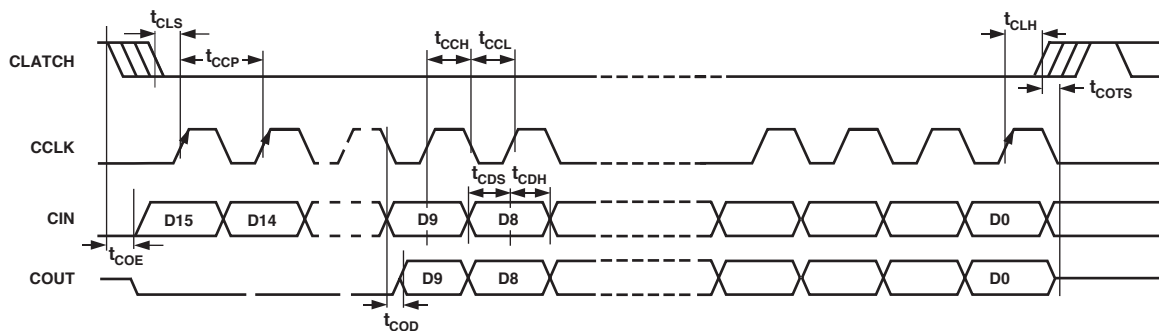 tCLS
tCCH
tCCL
tCLH
CLATCH
tCCP
tCOTS
CCLK
tCDS
tCDH
CIN
D15
D14
D9
D8
D0
tCOE
COUT
D9
D8
D0
tCOD